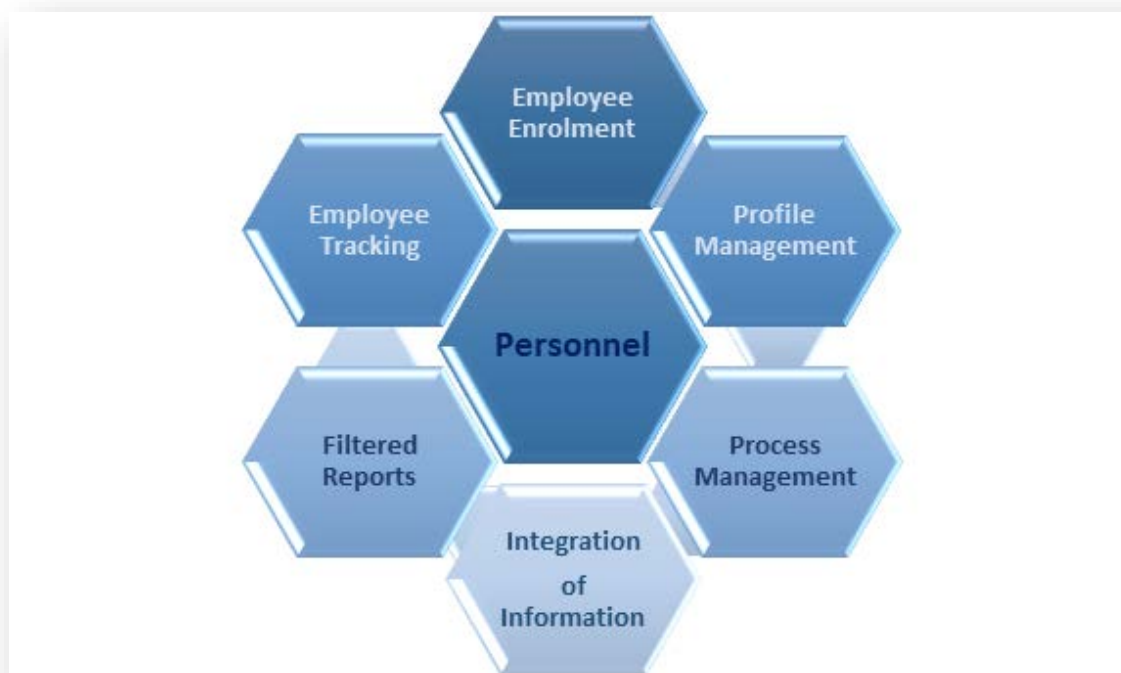 Employee
Enrolment
Profile
Management
Employee
Tracking
Personnel
Process
Management
Filtered
Reports
Integration
of
Information